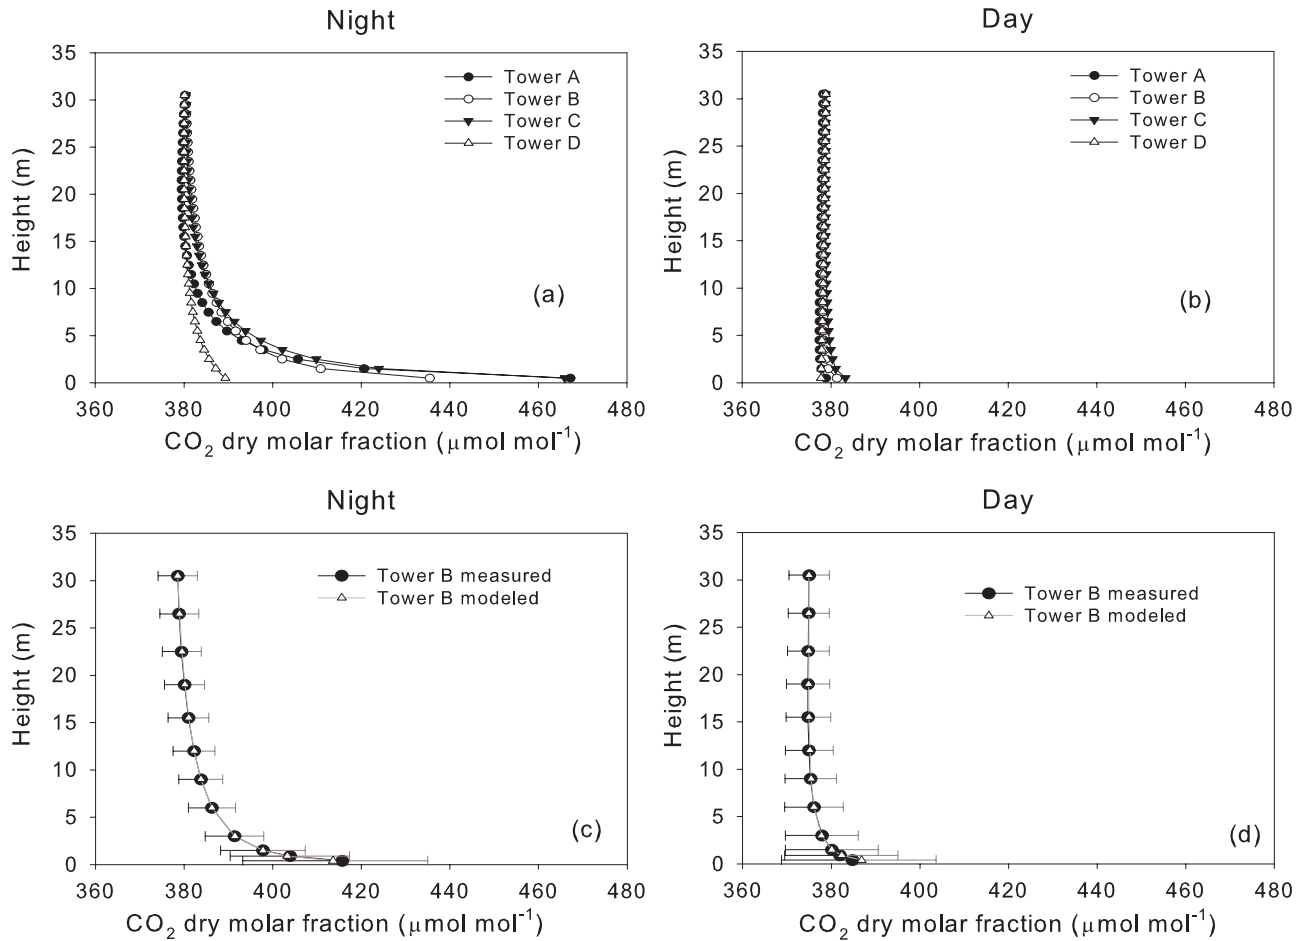 Night
Height (m)
35
30
25
20
15
10
5
0
Tower A
Tower B
Tower C
Tower D
(a)
360 380 400 420 440 460 480
CO₂ dry molar fraction (μmol mol⁻¹)
Day
Height (m)
35
30
25
20
15
10
5
0
Tower A
Tower B
Tower C
Tower D
(b)
360 380 400 420 440 460 480
CO₂ dry molar fraction (μmol mol⁻¹)
Night
Height (m)
35
30
25
20
15
10
5
0
Tower B measured
Tower B modeled
(c)
360 380 400 420 440 460 480
CO₂ dry molar fraction (μmol mol⁻¹)
Day
Height (m)
35
30
25
20
15
10
5
0
Tower B measured
Tower B modeled
(d)
360 380 400 420 440 460 480
CO₂ dry molar fraction (μmol mol⁻¹)